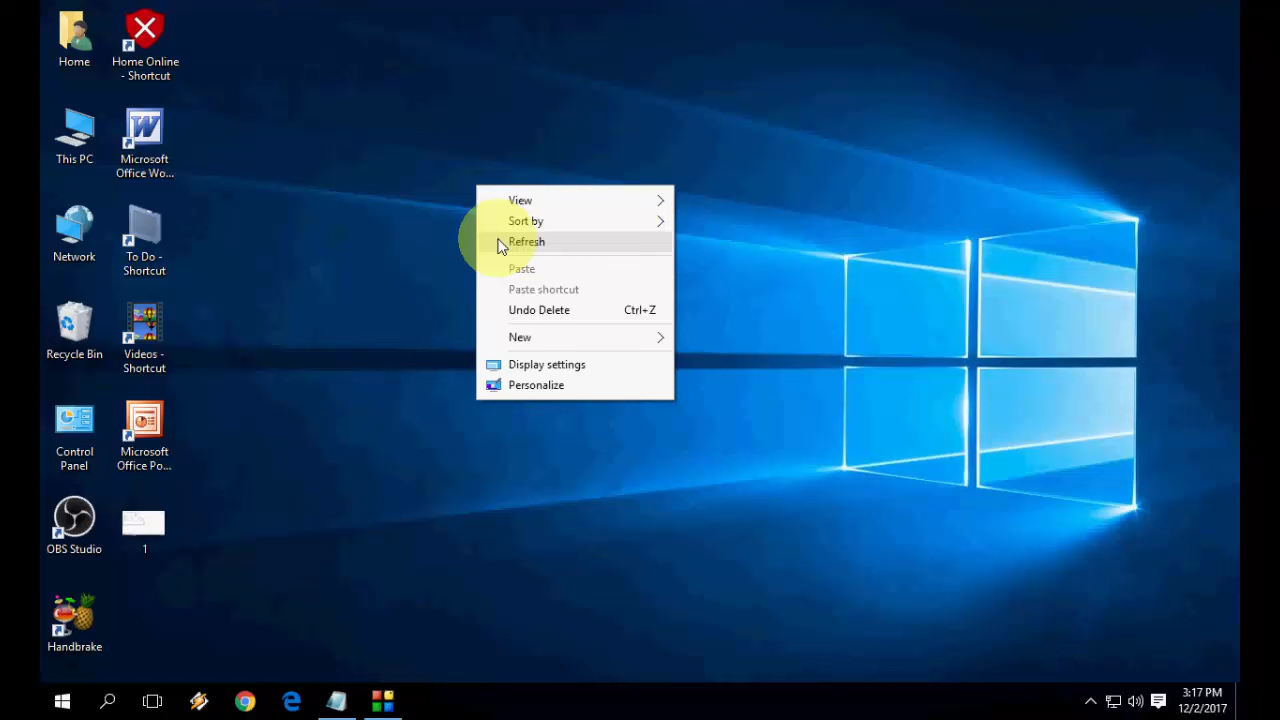 Home
Home Online
- Shortcut
This PC
Microsoft
Office Wo...
Network
To Do -
Shortcut
Recycle Bin
Videos -
Shortcut
Control
Panel
Microsoft
Office Po...
OBS Studio
1
Handbrake
View
Sort by
Refresh
Paste
Paste shortcut
Undo Delete Ctrl+Z
New
Display settings
Personalize
3:17 PM
12/2/2017